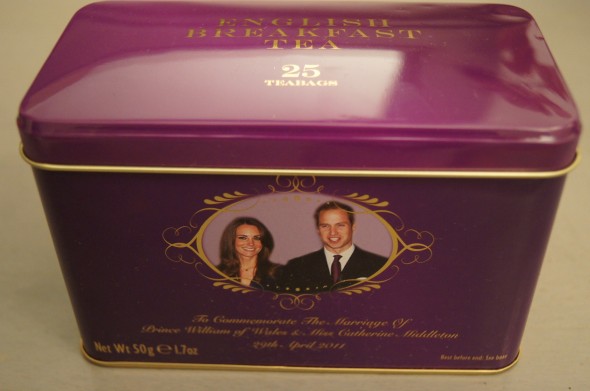 ENGLISH
BREAKFAST
TEA
25
TEABAGS
To Commemorate The Marriage Of
Prince William of Wales & Miss Catherine Middleton
29th April 2011
Net Wt 50g ℮ 1.7oz
Best before end: See base